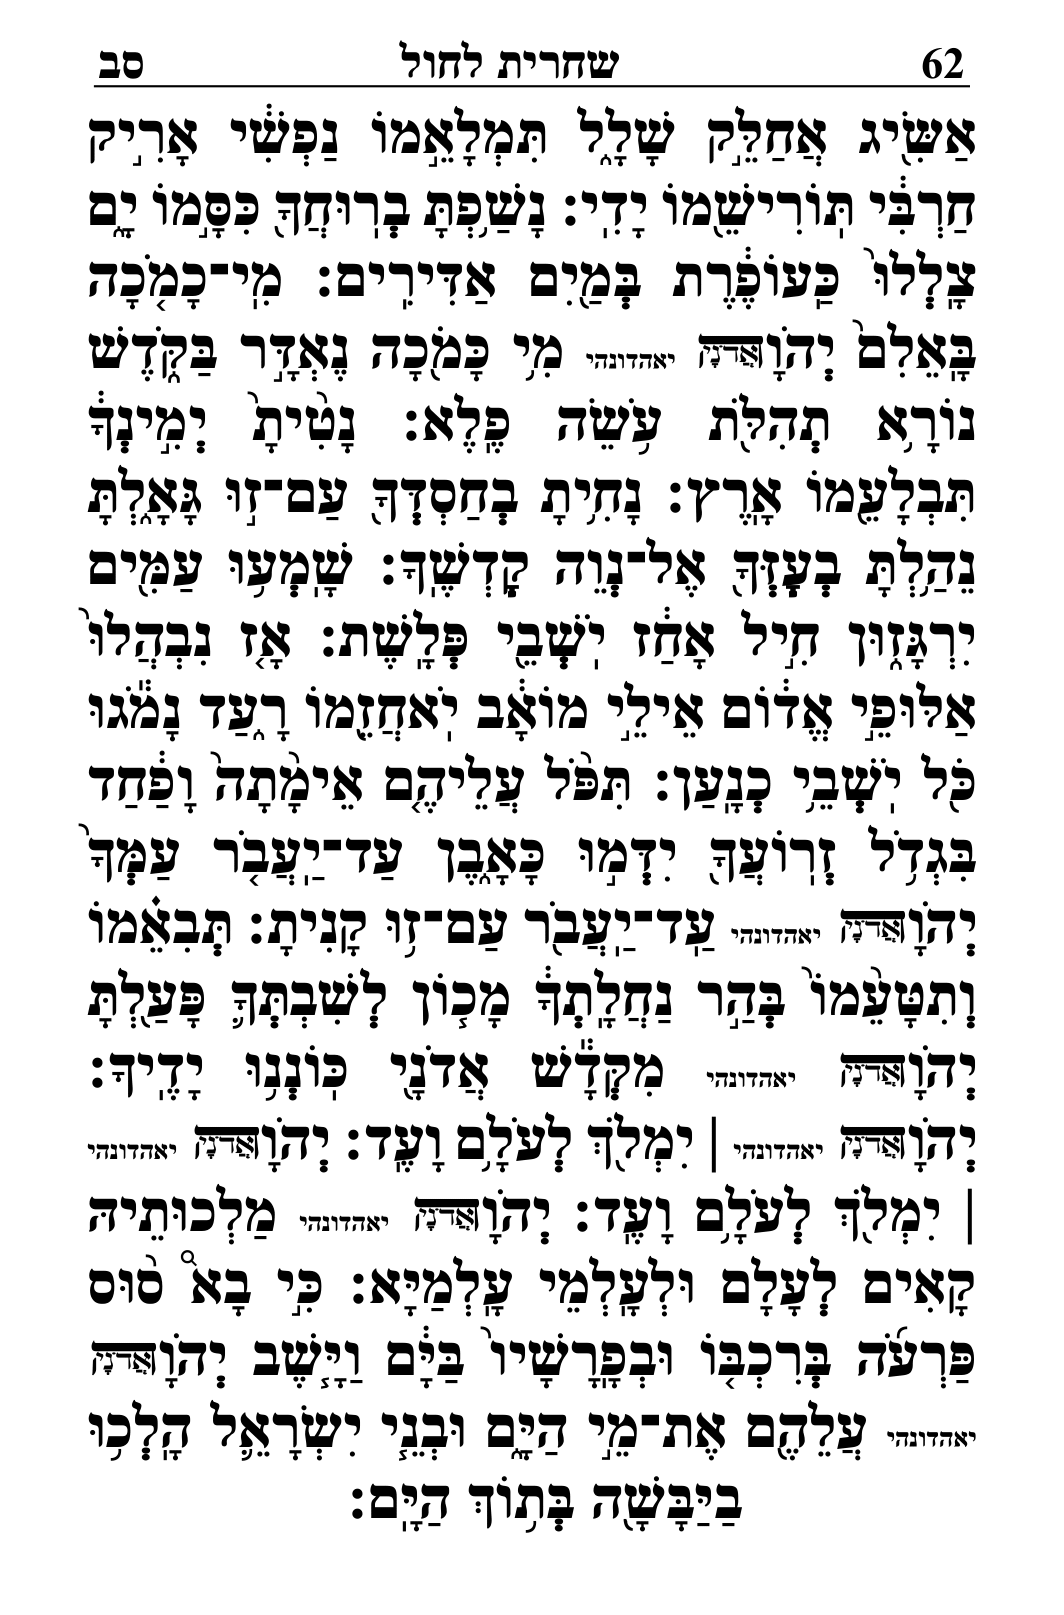 62 שחרית לחול סב
אַשִּׂ֖יג אֲחַלֵּ֣ק שָׁלָ֑ל תִּמְלָאֵ֣מוֹ נַפְשִׁ֔י אָרִ֣יק
חַרְבִּ֔י תּֽוֹרִישֵׁ֖מוֹ יָדִֽי׃ נָשַׁ֥פְתָּ בְרֽוּחֲךָ֖ כִּסָּ֣מוֹ יָ֑ם
צָֽלְלוּ֙ כַּֽעוֹפֶ֔רֶת בְּמַ֖יִם אַדִּירִֽים׃ מִֽי־כָמֹ֤כָה
בָּֽאֵלִם֙ יְהֹוָאֲדֹנָי יאהדונהי מִ֥י כָּמֹ֖כָה נֶאְדָּ֣ר בַּקֹּ֑דֶשׁ
נוֹרָ֥א תְהִלֹּ֖ת עֹ֥שֵׂה פֶֽלֶא׃ נָטִ֙יתָ֙ יְמִ֣ינְךָ֔
תִּבְלָעֵ֖מוֹ אָֽרֶץ׃ נָחִ֥יתָ בְחַסְדְּךָ֖ עַם־ז֣וּ גָּאָ֑לְתָּ
נֵהַ֥לְתָּ בְעׇזְּךָ֖ אֶל־נְוֵ֥ה קׇדְשֶֽׁךָ׃ שָֽׁמְע֥וּ עַמִּ֖ים
יִרְגָּז֑וּן חִ֣יל אָחַ֔ז יֹֽשְׁבֵ֖י פְּלָֽשֶׁת׃ אָ֤ז נִבְהֲלוּ֙
אַלּוּפֵ֣י אֱד֔וֹם אֵילֵ֣י מוֹאָ֔ב יֹֽאחֲזֵ֖מוֹ רָ֑עַד נָמֹ֕גוּ
כֹּ֖ל יֹֽשְׁבֵ֥י כְנָֽעַן׃ תִּפֹּ֨ל עֲלֵיהֶ֤ם אֵימָ֙תָה֙ וָפַ֔חַד
בִּגְדֹ֥ל זְרֽוֹעֲךָ֖ יִדְּמ֣וּ כָּאָ֑בֶן עַד־יַֽעֲבֹ֤ר עַמְּךָ֙
יְהֹוָאֲדֹנָי יאהדונהי עַֽד־יַֽעֲבֹ֖ר עַם־ז֥וּ קָנִֽיתָ׃ תְּבִאֵ֗מוֹ
וְתִטָּעֵ֙מוֹ֙ בְּהַ֣ר נַחֲלָֽתְךָ֔ מָכ֧וֹן לְשִׁבְתְּךָ֛ פָּעַ֖לְתָּ
יְהֹוָאֲדֹנָי יאהדונהי מִקְּדָ֕שׁ אֲדֹנָ֖י כּֽוֹנְנ֥וּ יָדֶֽיךָ׃
יְהֹוָאֲדֹנָי יאהדונהי | יִמְלֹ֖ךְ לְעֹלָ֥ם וָעֶֽד׃ יְהֹוָאֲדֹנָי יאהדונהי
| יִמְלֹ֖ךְ לְעֹלָ֥ם וָעֶֽד׃ יְהֹוָאֲדֹנָי יאהדונהי מַלְכוּתֵיהּ
קָאִים לְעָלַם וּלְעָֽלְמֵי עָֽלְמַיָּא׃ כִּ֣י בָא֩ ס֨וּס
פַּרְעֹ֜ה בְּרִכְבּ֤וֹ וּבְפָֽרָשָׁיו֙ בַּיָּ֔ם וַיָּ֧שֶׁב יְהֹוָאֲדֹנָי
יאהדונהי עֲלֵהֶ֖ם אֶת־מֵ֣י הַיָּ֑ם וּבְנֵ֧י יִשְׂרָאֵ֛ל הָֽלְכ֥וּ
בַיַּבָּשָׁ֖ה בְּת֥וֹךְ הַיָּֽם׃